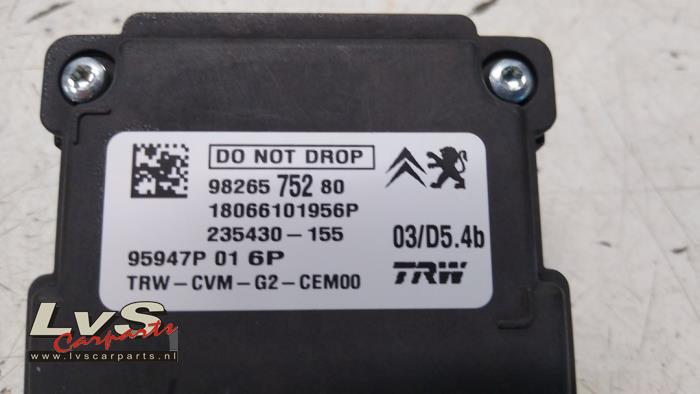 DO NOT DROP
98265 752 80
18066101956P
235430-155
03/D5.4b
95947P 01 6P
TRW-CVM-G2-CEM00
TRW
LvS
Carparts
www.lvscarparts.nl